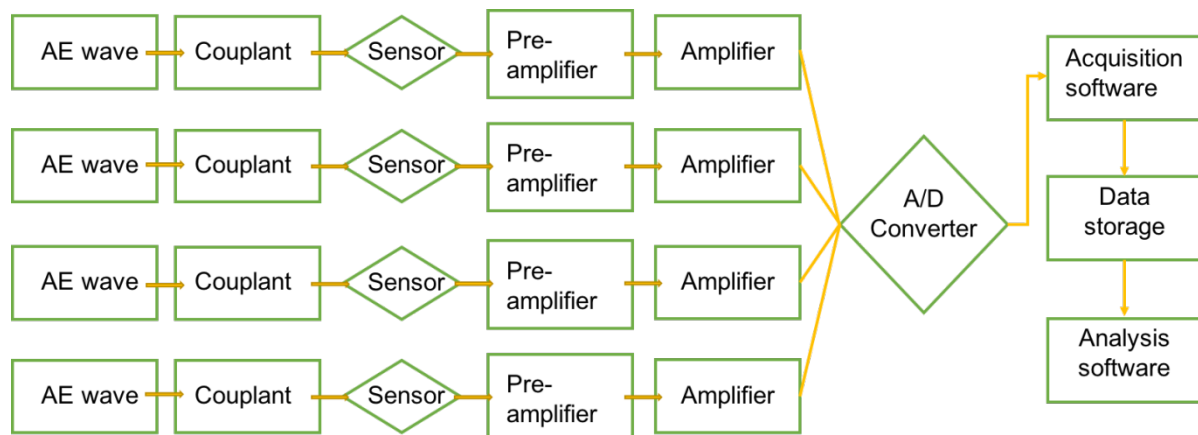 AE wave
Couplant
Sensor
Pre-
amplifier
Amplifier
AE wave
Couplant
Sensor
Pre-
amplifier
Amplifier
AE wave
Couplant
Sensor
Pre-
amplifier
Amplifier
AE wave
Couplant
Sensor
Pre-
amplifier
Amplifier
A/D
Converter
Acquisition
software
Data
storage
Analysis
software